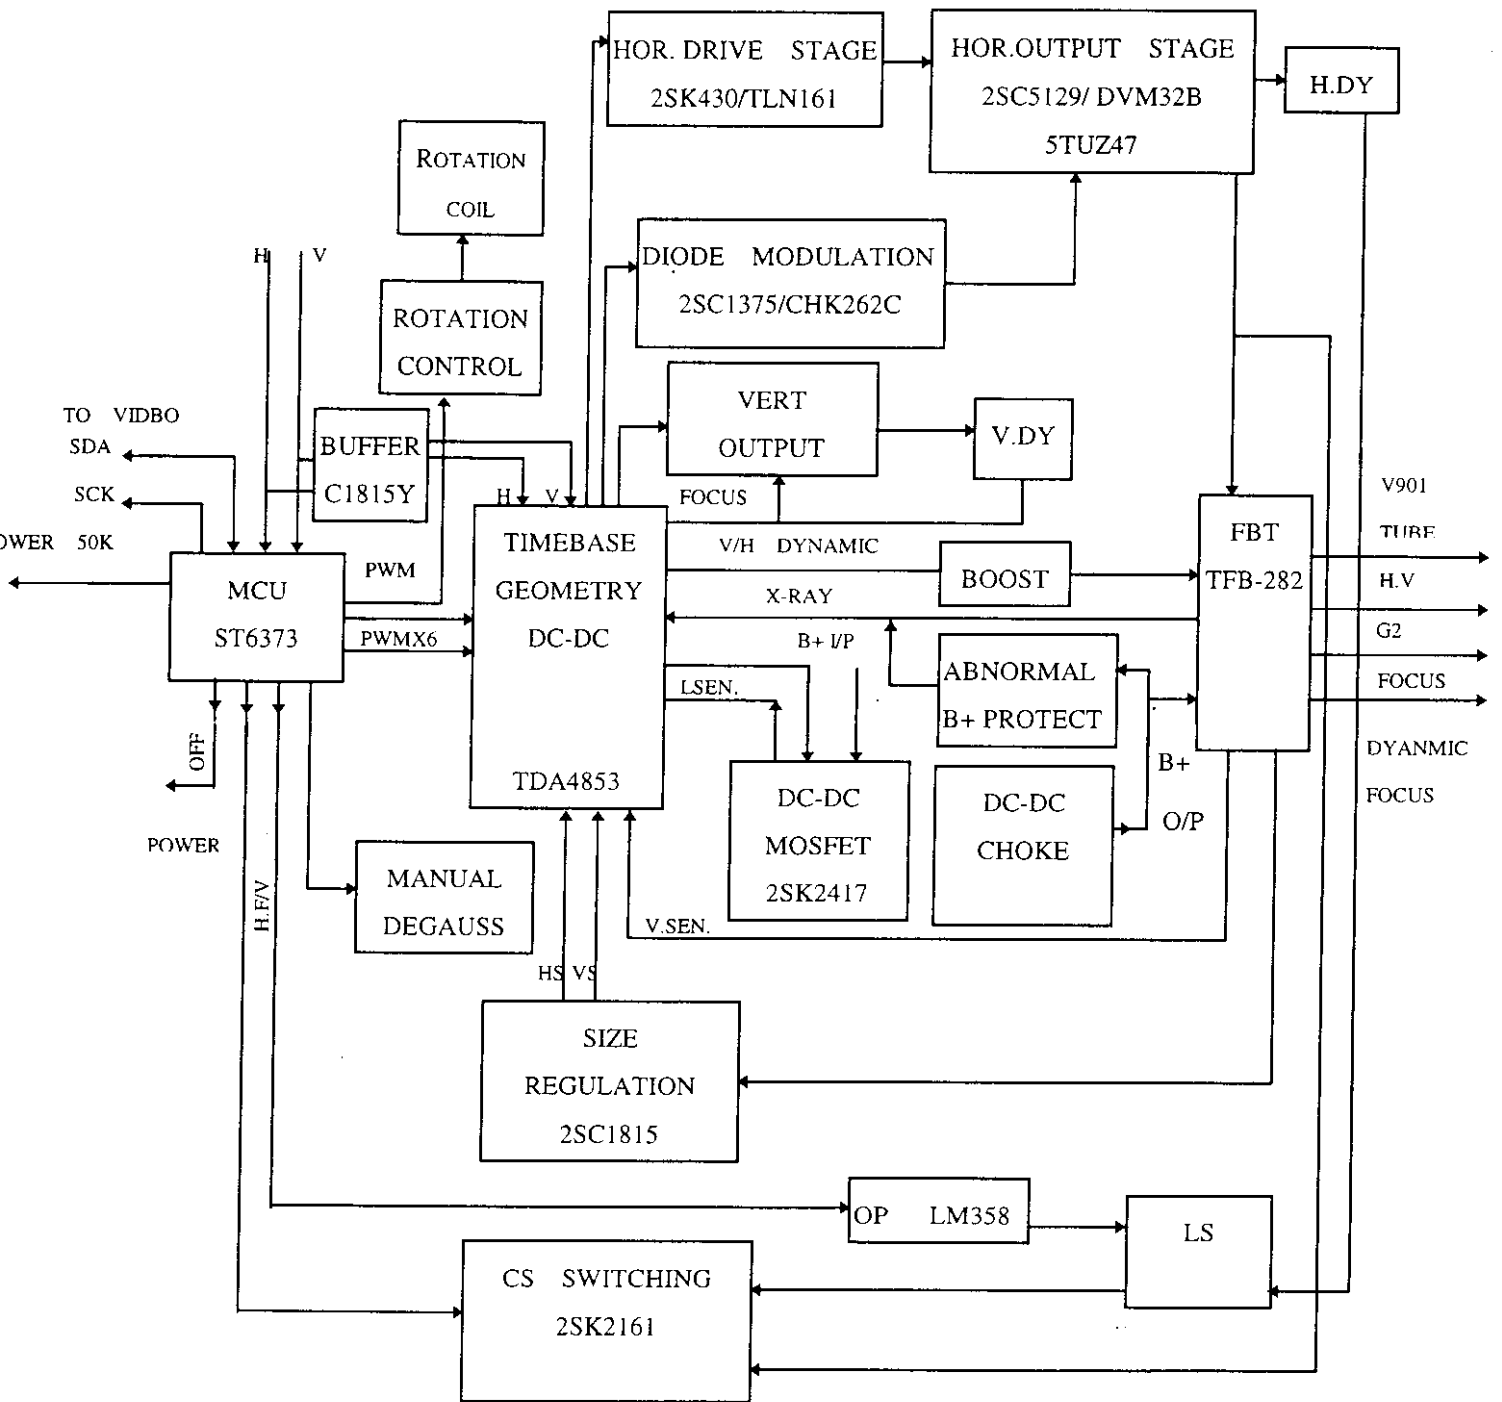 HOR. DRIVE STAGE
2SK430/TLN161
HOR.OUTPUT STAGE
2SC5129/ DVM32B
5TUZ47
H.DY
ROTATION
COIL
H
V
DIODE MODULATION
2SC1375/CHK262C
ROTATION
CONTROL
VERT
OUTPUT
V.DY
TO VIDBO
SDA
SCK
OWER 50K
BUFFER
C1815Y
H
V
FOCUS
V901
TUBE
H.V
G2
FOCUS
DYANMIC
FOCUS
MCU
ST6373
PWM
PWMX6
TIMEBASE
GEOMETRY
DC-DC
TDA4853
V/H DYNAMIC
BOOST
X-RAY
B+ I/P
LSEN.
FBT
TFB-282
ABNORMAL
B+ PROTECT
B+
O/P
DC-DC
MOSFET
2SK2417
DC-DC
CHOKE
OFF
POWER
H.F/V
MANUAL
DEGAUSS
V.SEN.
HS
VS
SIZE
REGULATION
2SC1815
OP LM358
LS
CS SWITCHING
2SK2161